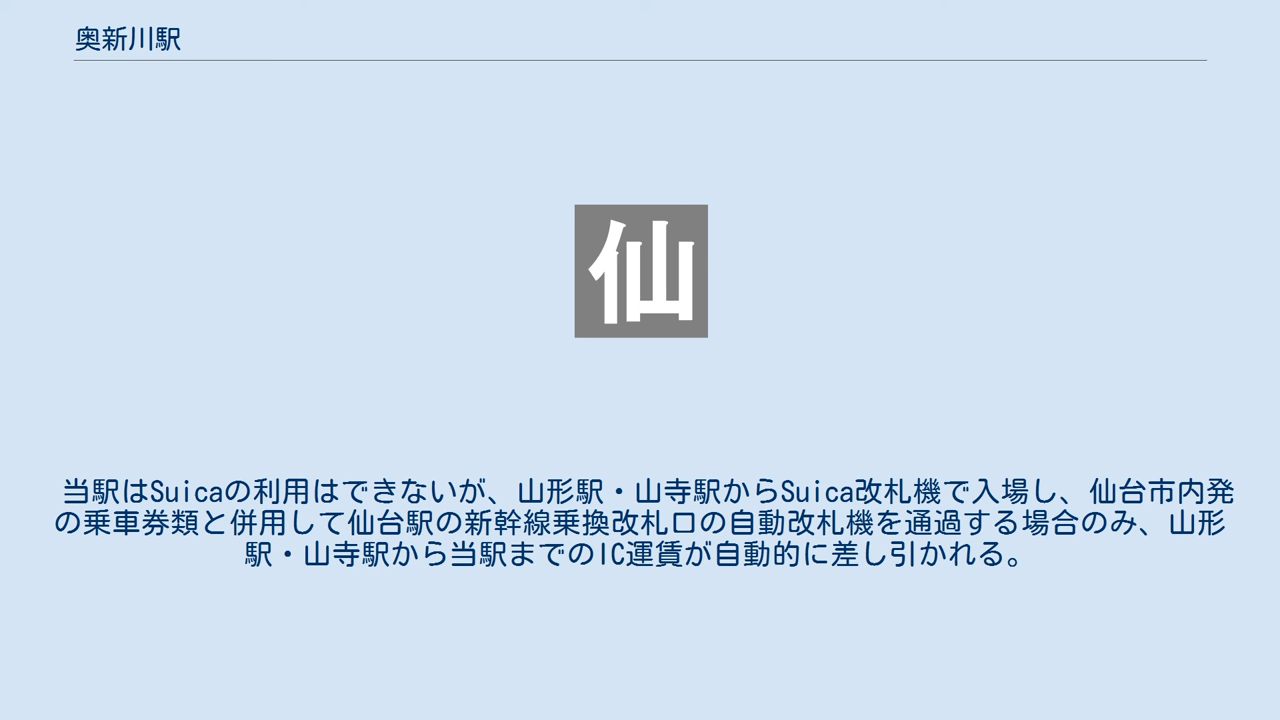 奥新川駅
仙
当駅はSuicaの利用はできないが、山形駅・山寺駅からSuica改札機で入場し、仙台市内発
の乗車券類と併用して仙台駅の新幹線乗換改札口の自動改札機を通過する場合のみ、山形
駅・山寺駅から当駅までのIC運賃が自動的に差し引かれる。